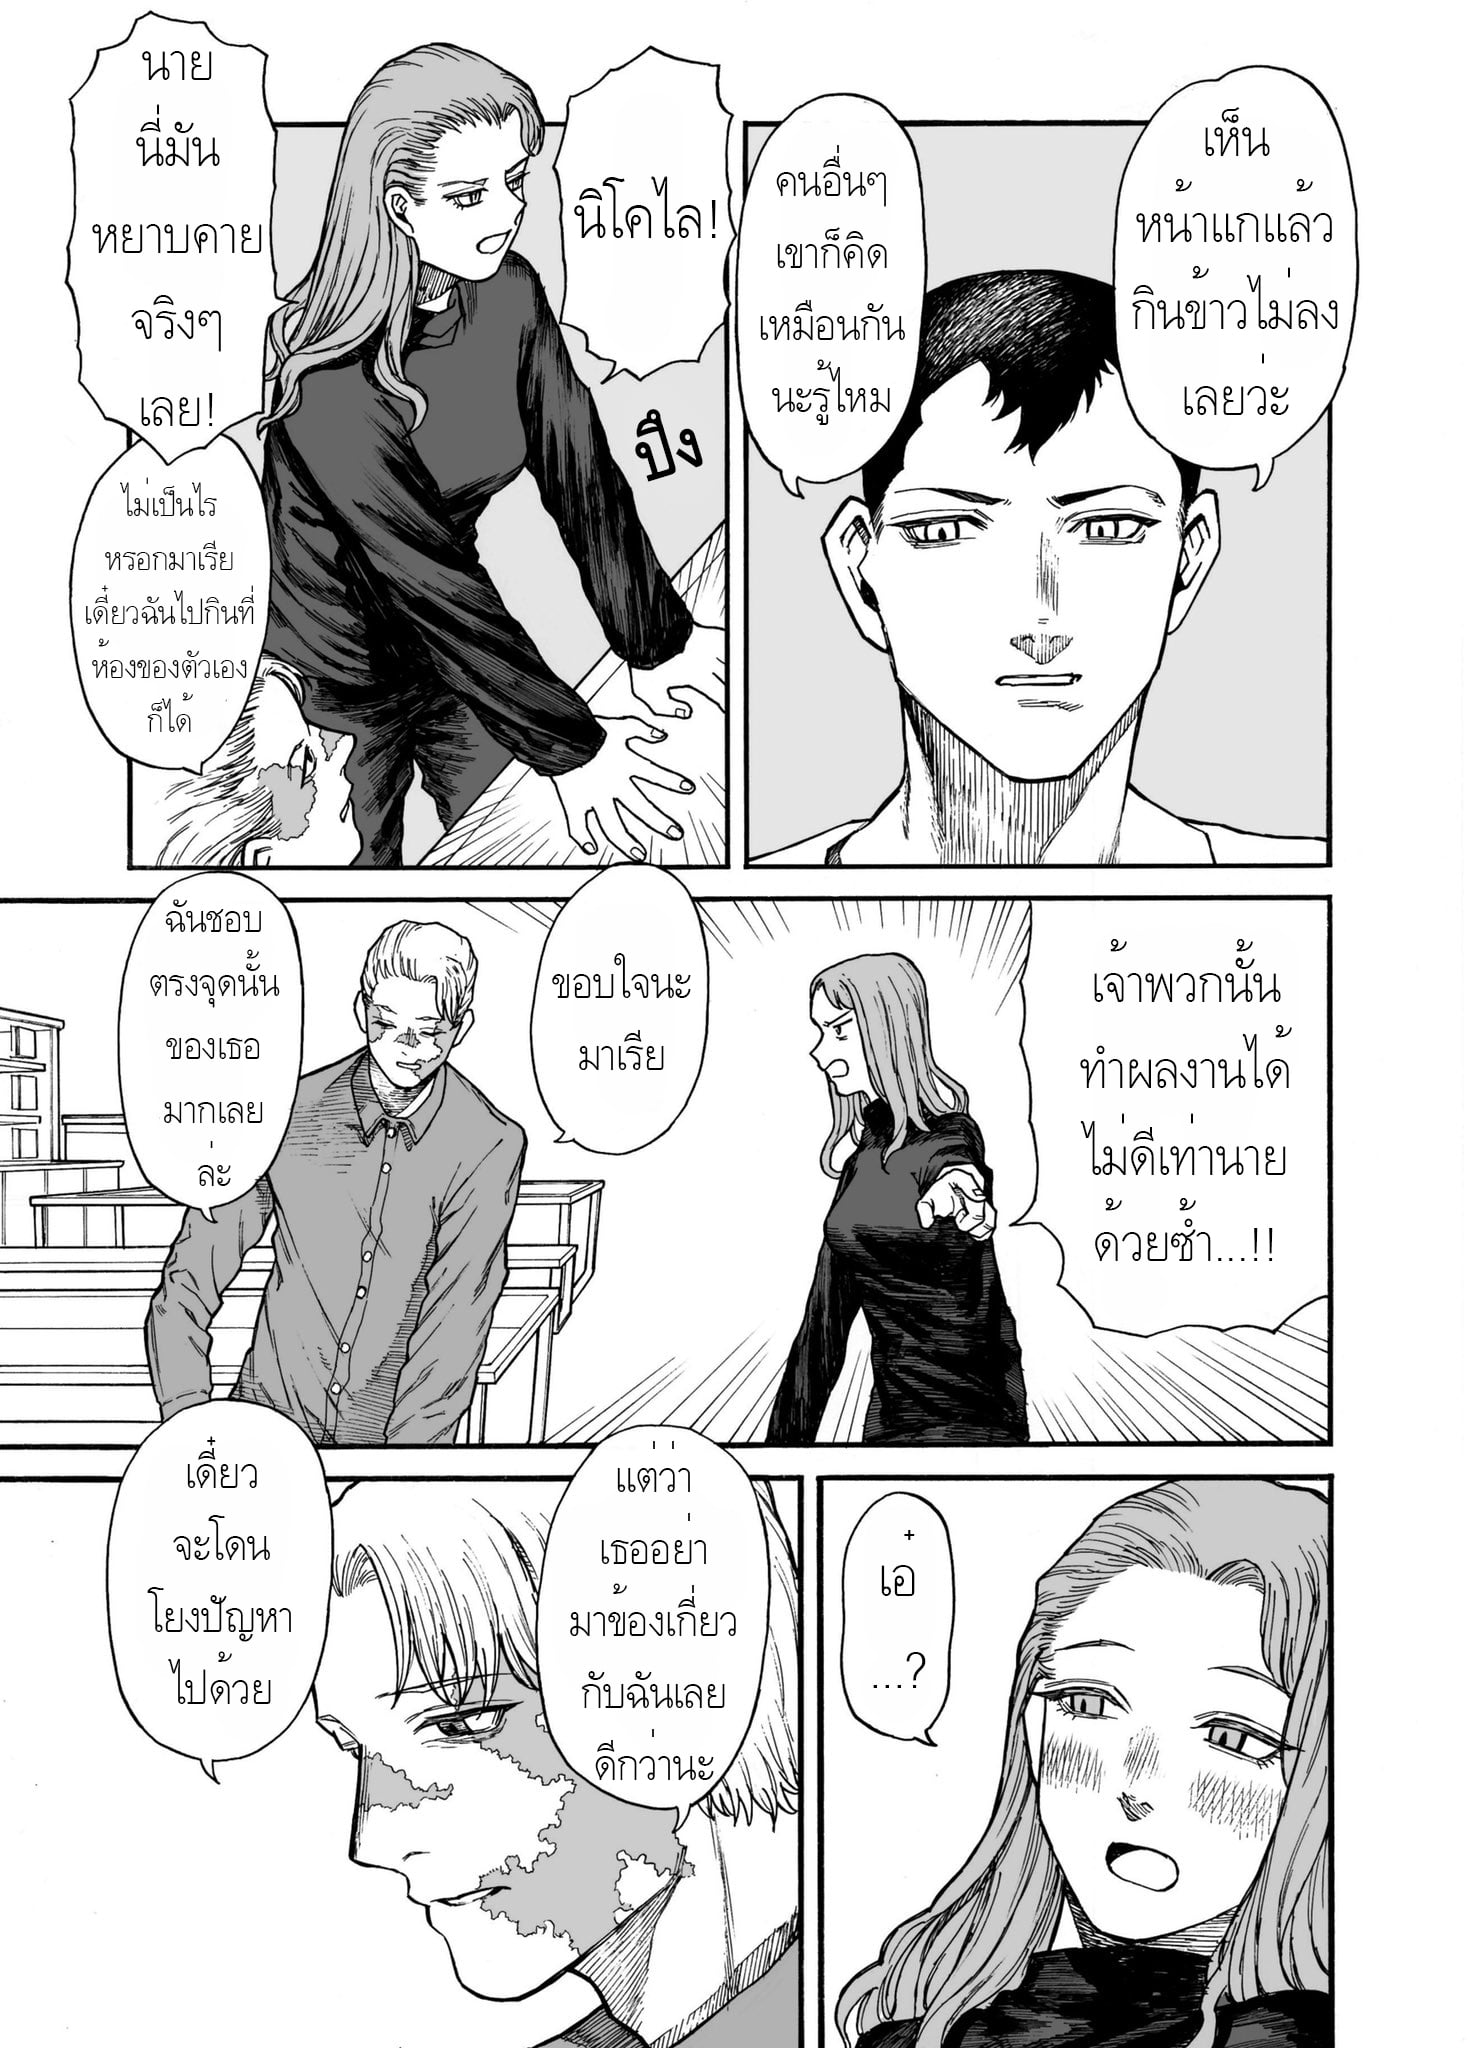 เห็น
หน้าแกแล้ว
กินข้าวไม่ลง
เลยวะ
คนอื่นๆ
เขาก็คิด
เหมือนกัน
นะรู้ไหม
นิโคไล!
ปึง
นาย
นี่มัน
หยาบคาย
จริงๆ
เลย!
ไม่เป็นไร
หรอกมาเรีย
เดี๋ยวฉันไปกินที่
ห้องของตัวเอง
ก็ได้
เจ้าพวกนั้น
ทำผลงานได้
ไม่ดีเท่านาย
ด้วยซ้ำ...!!
ขอบใจนะ
มาเรีย
ฉันชอบ
ตรงจุดนั้น
ของเธอ
มากเลย
ล่ะ
เอ๋
...?
แต่ว่า
เธออย่า
มาข้องเกี่ยว
กับฉันเลย
ดีกว่านะ
เดี๋ยว
จะโดน
โยงปัญหา
ไปด้วย